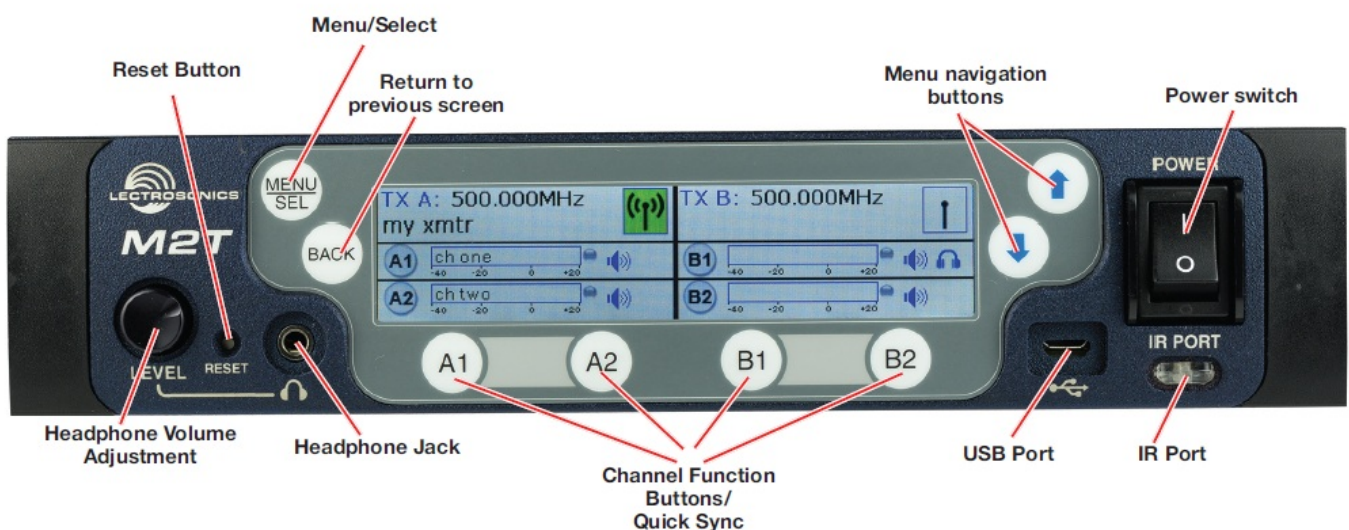 Menu/Select
Reset Button
Return to
previous screen
Menu navigation
buttons
Power switch
LECTROSONICS
M2T
MENU
SEL
BACK
TX A: 500.000MHz
my xmtr
TX B: 500.000MHz
A1 ch one
-40 -20 0 +20
B1
-40 -20 0 +20
A2 ch two
-40 -20 0 +20
B2
-40 -20 0 +20
POWER
I
O
IR PORT
LEVEL
RESET
A1
A2
B1
B2
Headphone Volume
Adjustment
Headphone Jack
Channel Function
Buttons/
Quick Sync
USB Port
IR Port